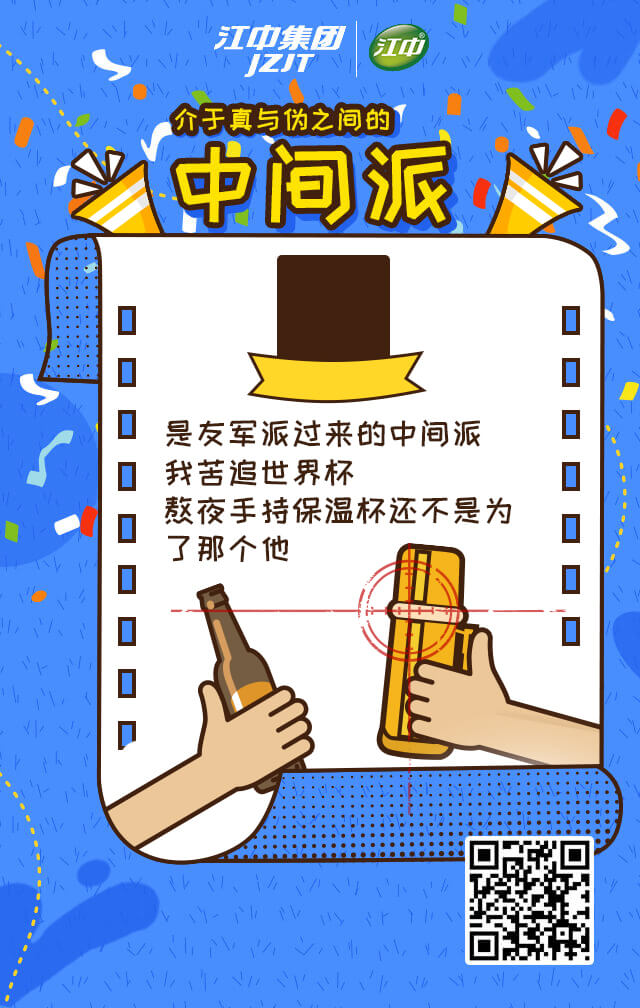 江中集团
JZJT
江中®
介于真与伪之间的
中间派
是友军派过来的中间派
我苦追世界杯
熬夜手持保温杯还不是为
了那个他